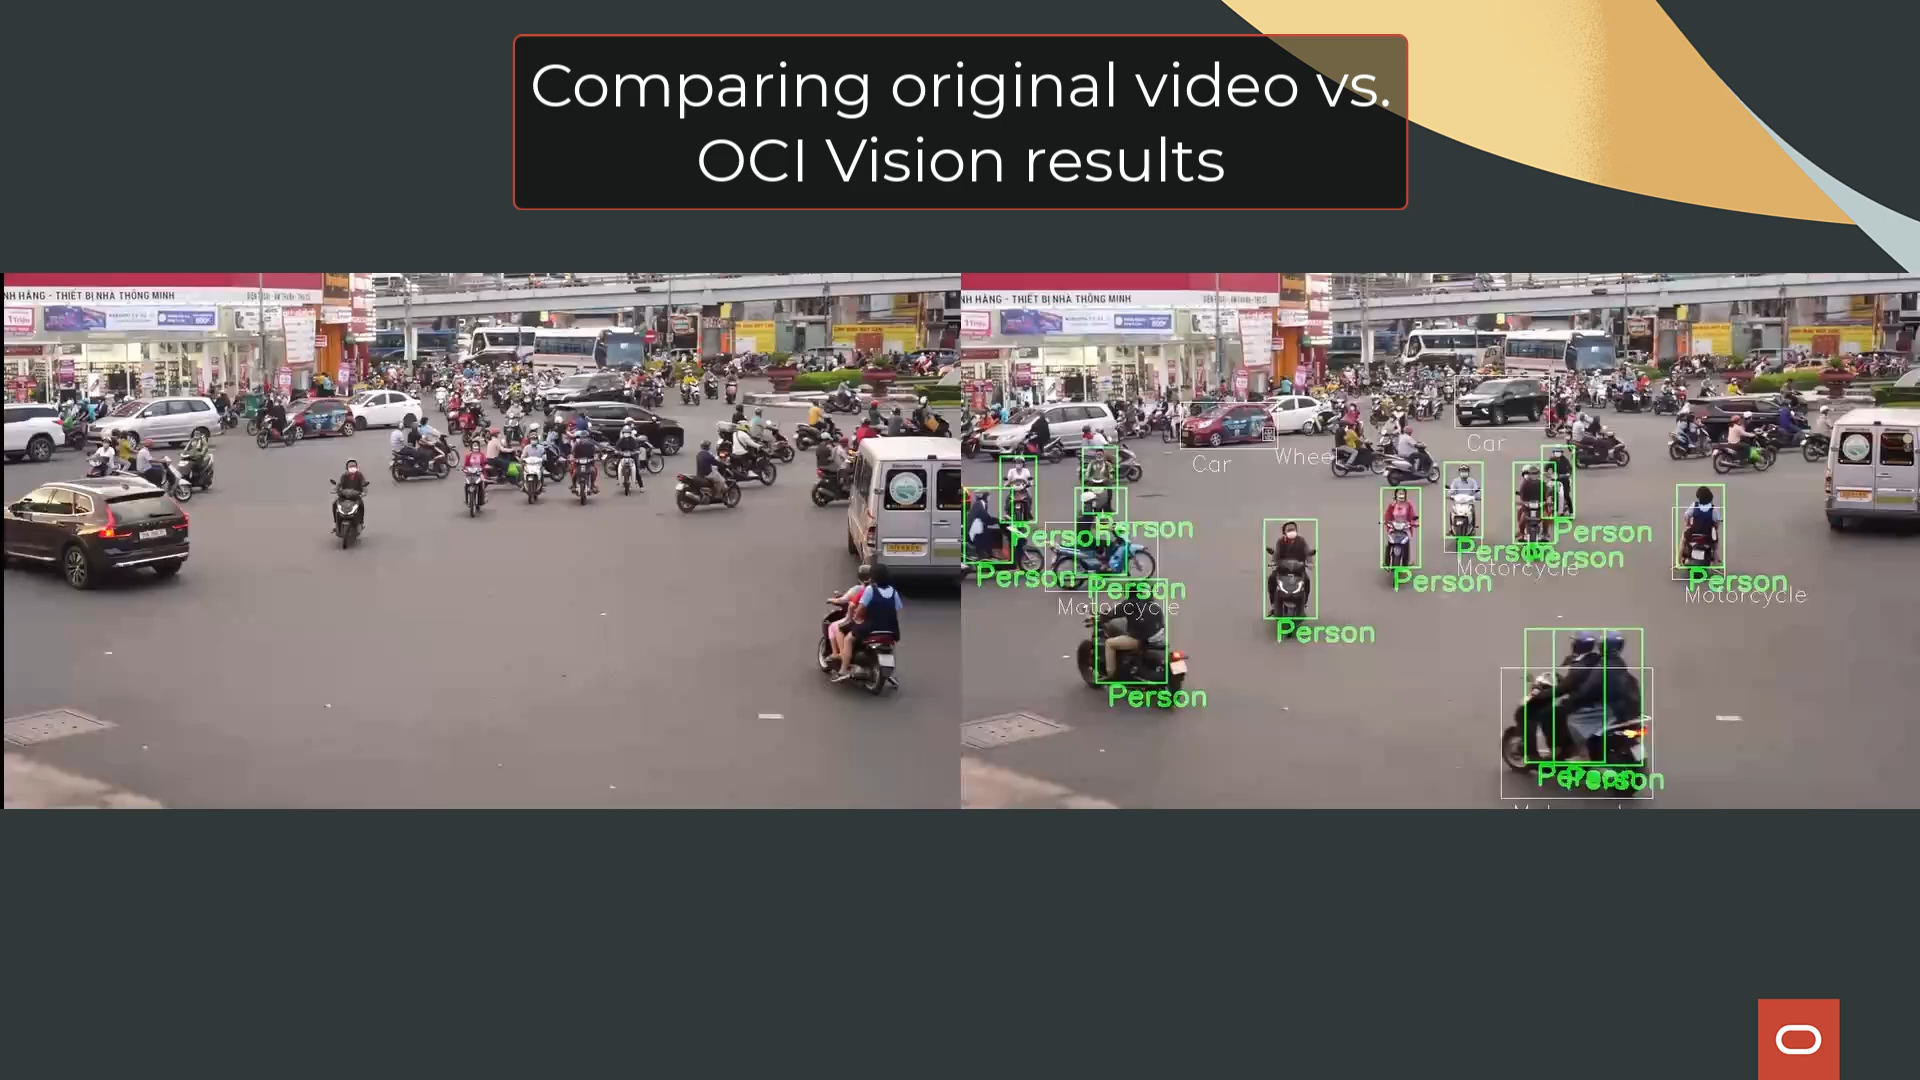 Comparing original video vs.
OCI Vision results
NH HÀNG - THIẾT BỊ NHÀ THÔNG MINH
NH HÀNG - THIẾT BỊ NHÀ THÔNG MINH
Car
Wheel
Car
Person
Person
Person
Person
Motorcycle
Person
Person
Person
Person
Motorcycle
Person
Person
Person
Motorcycle
Person
Person